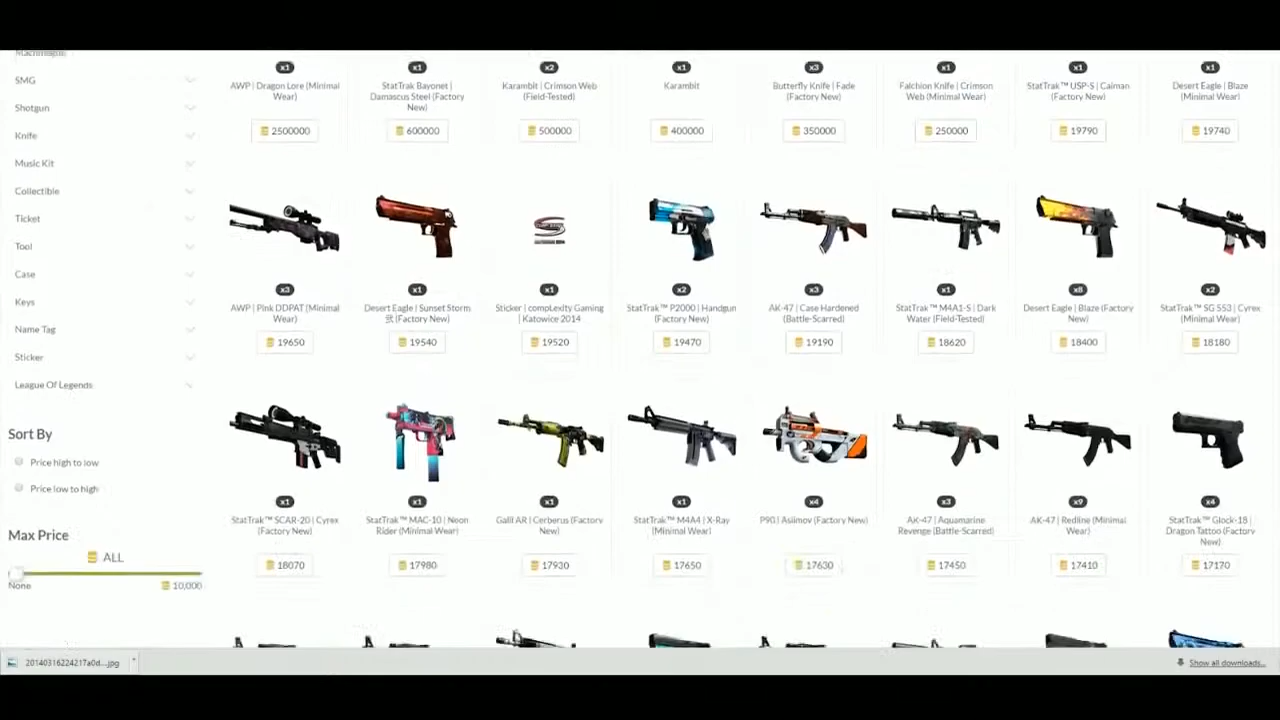 Machinegun
SMG
Shotgun
Knife
Music Kit
Collectible
Ticket
Tool
Case
Keys
Name Tag
Sticker
League Of Legends
Sort By
Price high to low
Price low to high
Max Price
ALL
None
10,000
x1
AWP | Dragon Lore (Minimal
Wear)
2500000
x1
StatTrak Bayonet |
Damascus Steel (Factory
New)
600000
x2
Karambit | Crimson Web
(Field-Tested)
500000
x1
Karambit
400000
x3
Butterfly Knife | Fade
(Factory New)
350000
x1
Falchion Knife | Crimson
Web (Minimal Wear)
250000
x1
StatTrak™ USP-S | Caiman
(Factory New)
19790
x1
Desert Eagle | Blaze
(Minimal Wear)
19740
x3
AWP | Pink DDPAT (Minimal
Wear)
19650
x1
Desert Eagle | Sunset Storm
弐 (Factory New)
19540
x1
Sticker | compLexity Gaming
| Katowice 2014
19520
x2
StatTrak™ P2000 | Handgun
(Factory New)
19470
x3
AK-47 | Case Hardened
(Battle-Scarred)
19190
x1
StatTrak™ M4A1-S | Dark
Water (Field-Tested)
18620
x8
Desert Eagle | Blaze (Factory
New)
18400
x2
StatTrak™ SG 553 | Cyrex
(Minimal Wear)
18180
x1
StatTrak™ SCAR-20 | Cyrex
(Factory New)
18070
x1
StatTrak™ MAC-10 | Neon
Rider (Minimal Wear)
17980
x1
Galil AR | Cerberus (Factory
New)
17930
x1
StatTrak™ M4A4 | X-Ray
(Minimal Wear)
17650
x4
P90 | Asiimov (Factory New)
17630
x3
AK-47 | Aquamarine
Revenge (Battle-Scarred)
17450
x9
AK-47 | Redline (Minimal
Wear)
17410
x4
StatTrak™ Glock-18 |
Dragon Tattoo (Factory
New)
17170
20140316224217a0d....jpg
Show all downloads...